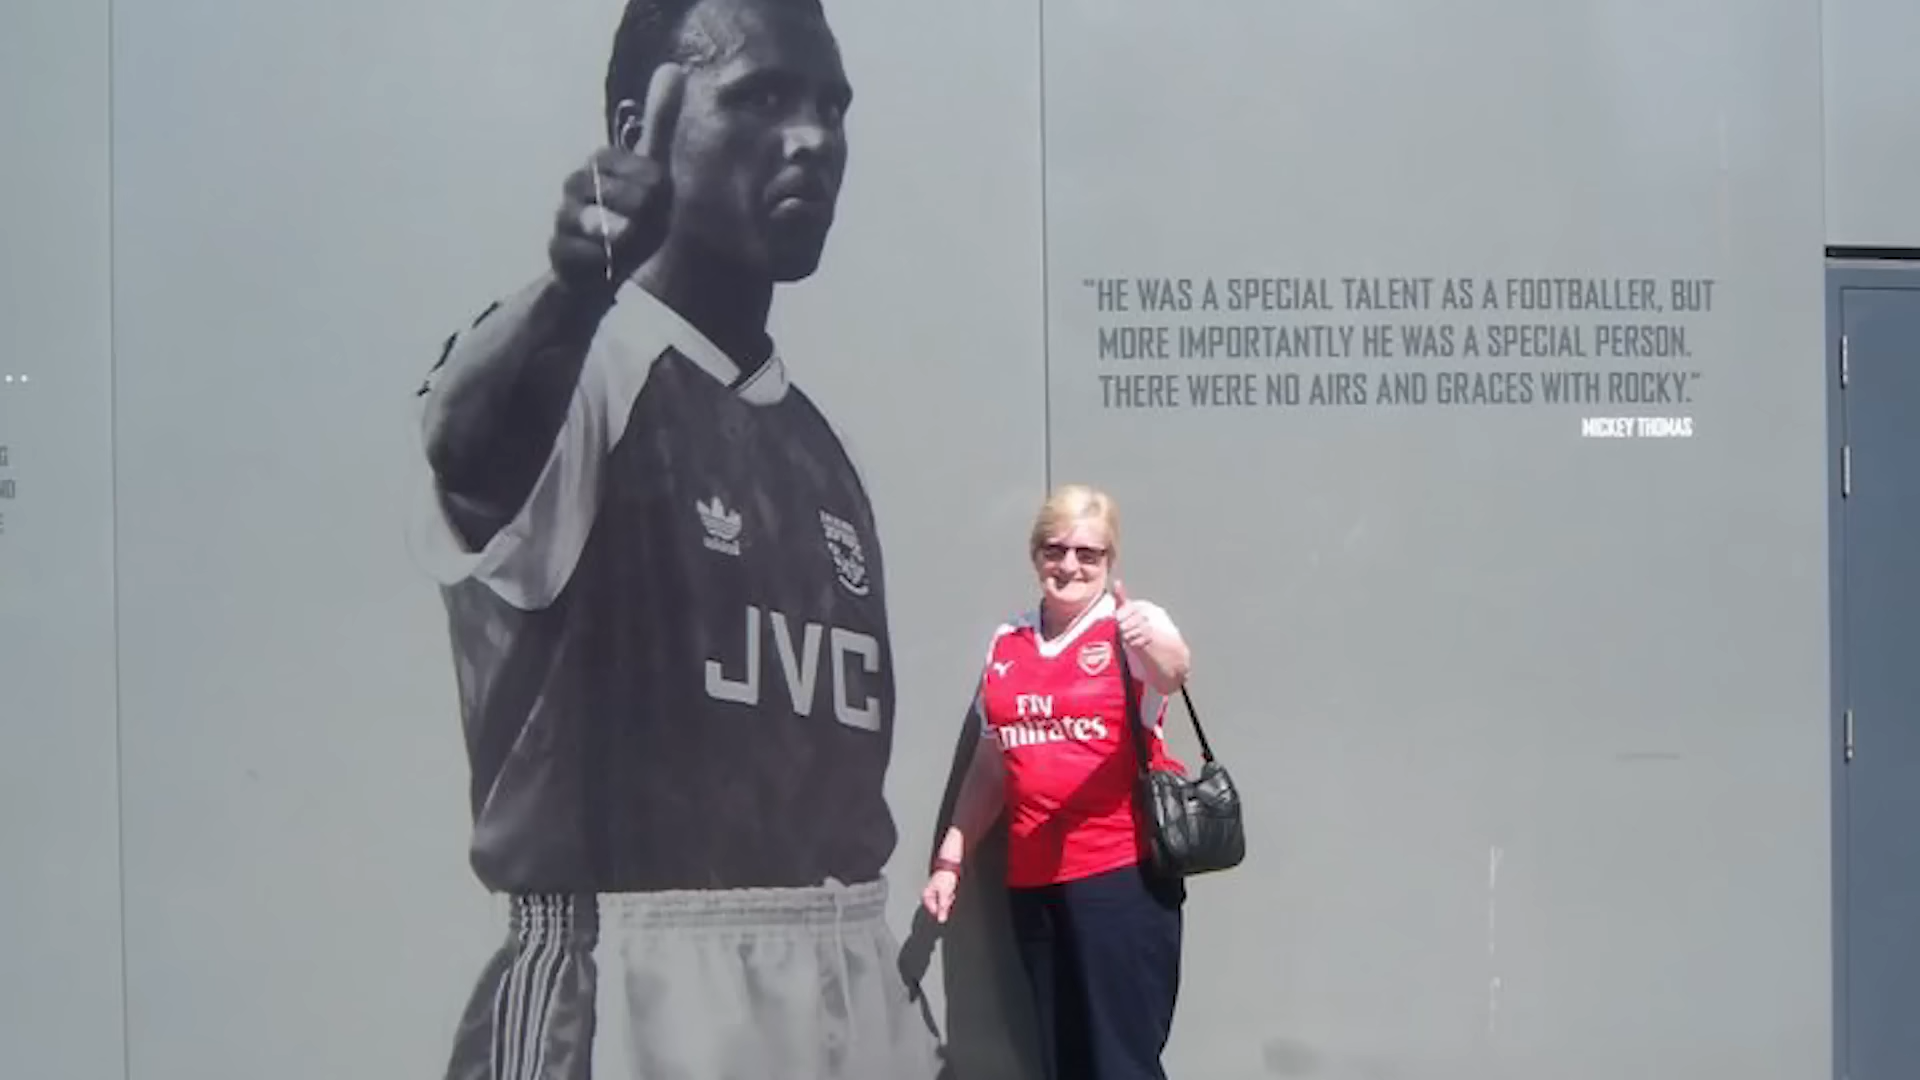 "HE WAS A SPECIAL TALENT AS A FOOTBALLER, BUT
MORE IMPORTANTLY HE WAS A SPECIAL PERSON.
THERE WERE NO AIRS AND GRACES WITH ROCKY."
MICKEY THOMAS
adidas
JVC
Fly
Emirates